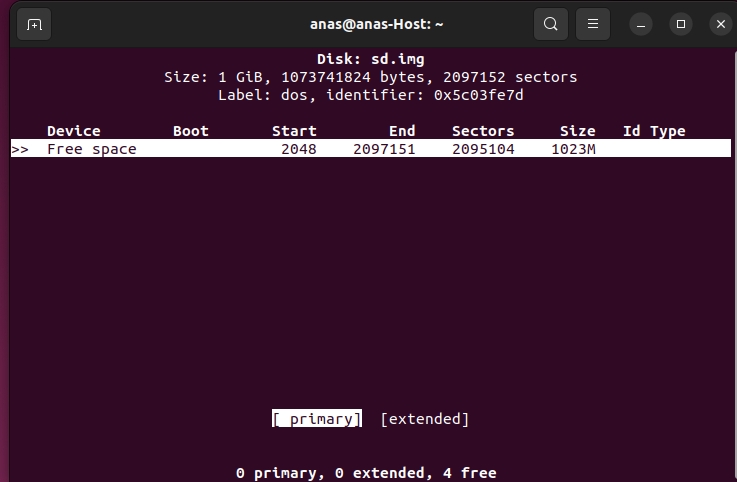 anas@anas-Host: ~
Disk: sd.img
Size: 1 GiB, 1073741824 bytes, 2097152 sectors
Label: dos, identifier: 0x5c03fe7d
Device Boot Start End Sectors Size Id Type
>> Free space 2048 2097151 2095104 1023M
[ primary] [extended]
0 primary, 0 extended, 4 free